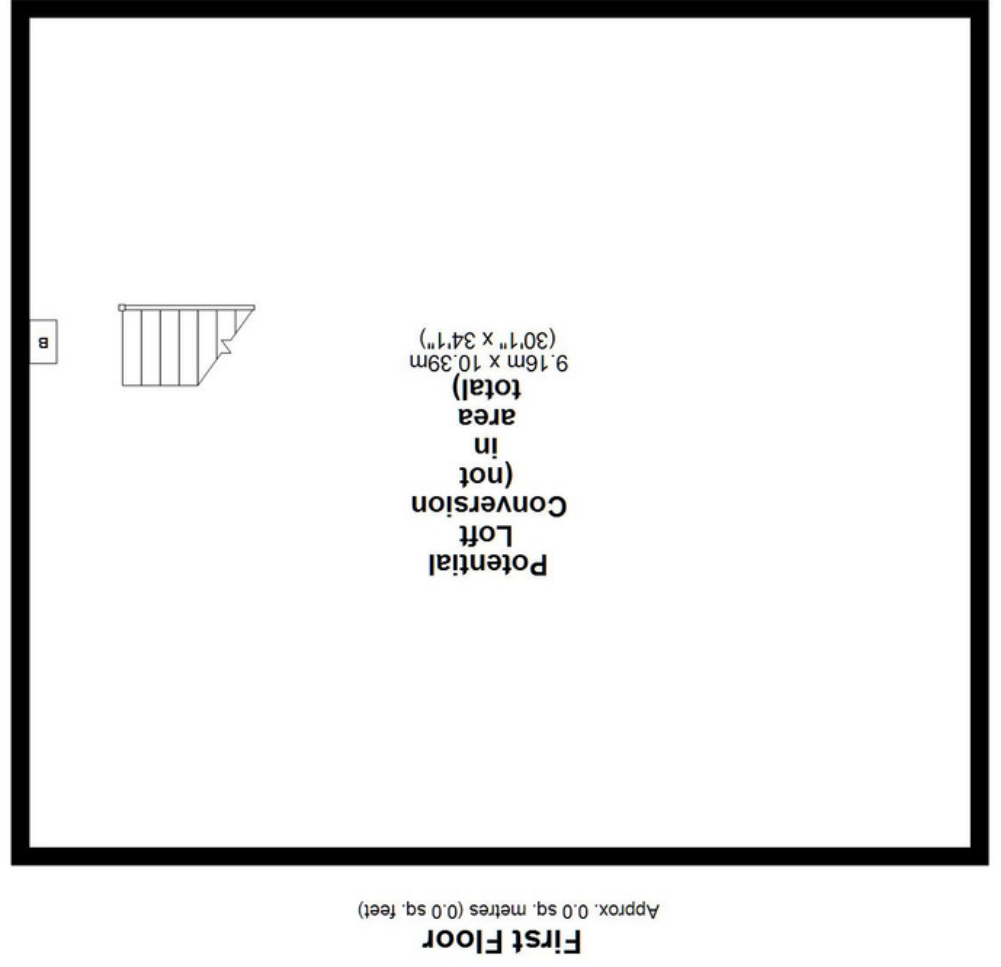 First Floor
Approx. 0.0 sq. metres (0.0 sq. feet)
Potential
Loft
Conversion
(not
in
area
total)
9.16m x 10.39m
(30'1" x 34'1")
B